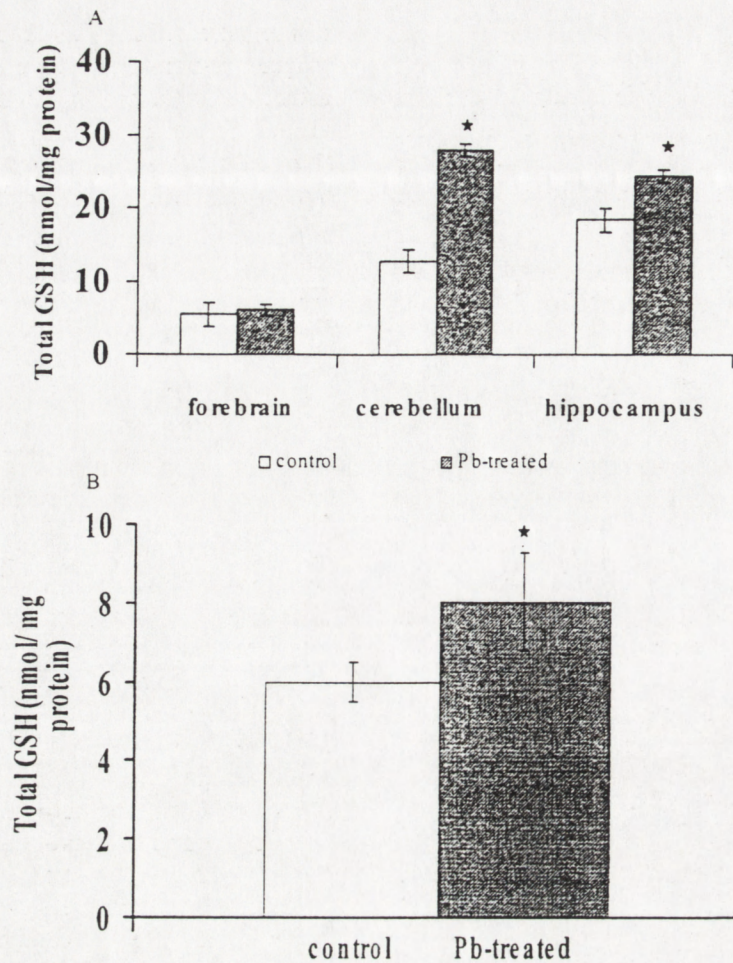 A
Total GSH (nmol/mg protein)
40
30
20
10
0
★
★
forebrain cerebellum hippocampus
control Pb-treated
B
Total GSH (nmol/mg
protein)
10
8
6
4
2
0
★
control Pb-treated